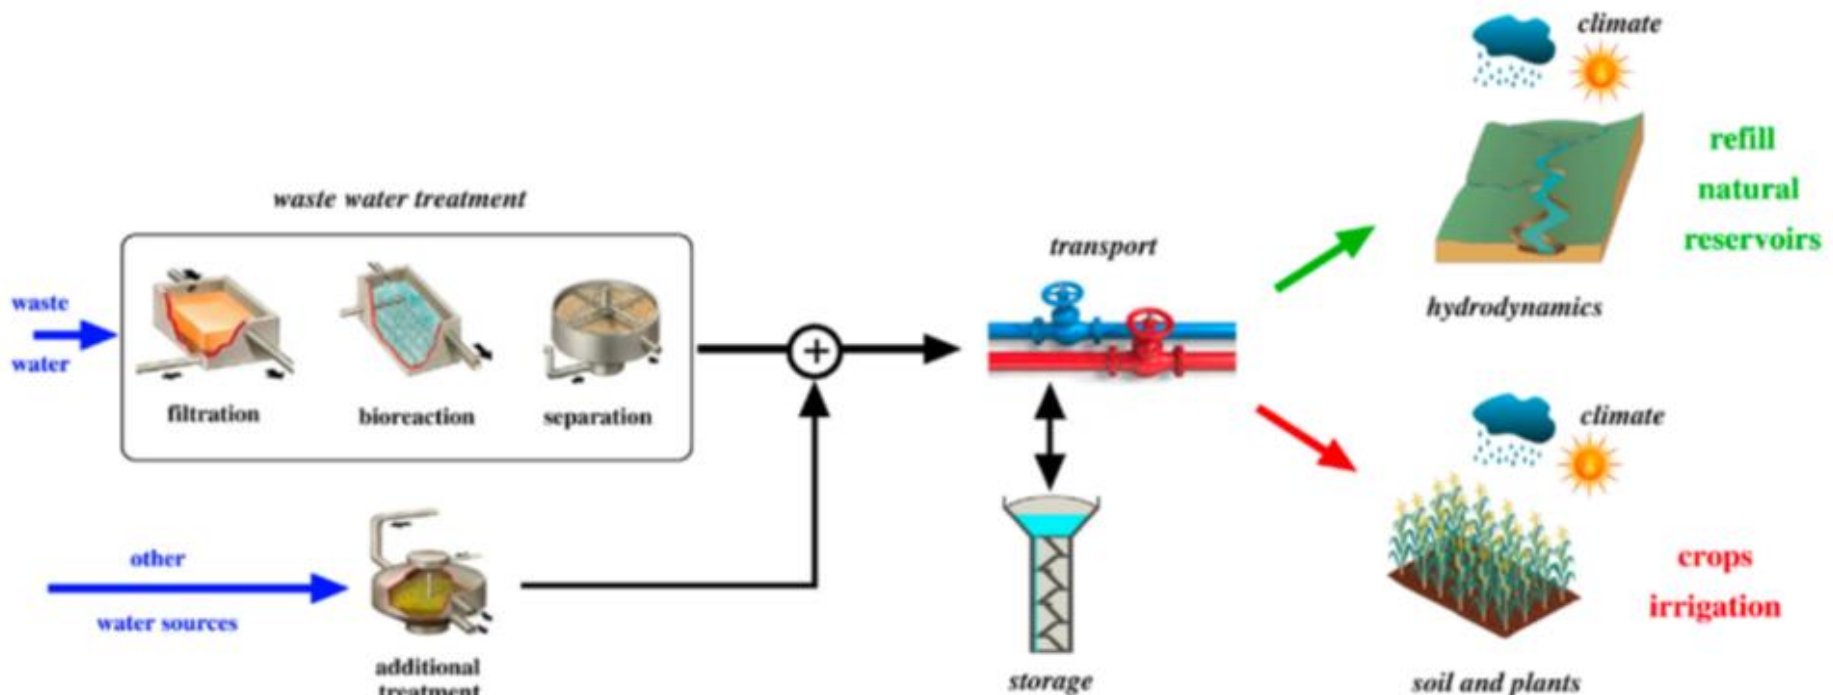 climate
refill
natural
reservoirs
hydrodynamics
waste water treatment
waste
water
filtration
bioreaction
separation
+
transport
other
water sources
additional
treatment
storage
climate
crops
irrigation
soil and plants